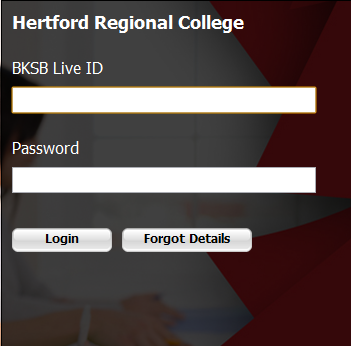 Hertford Regional College
BKSB Live ID
Password
Login Forgot Details